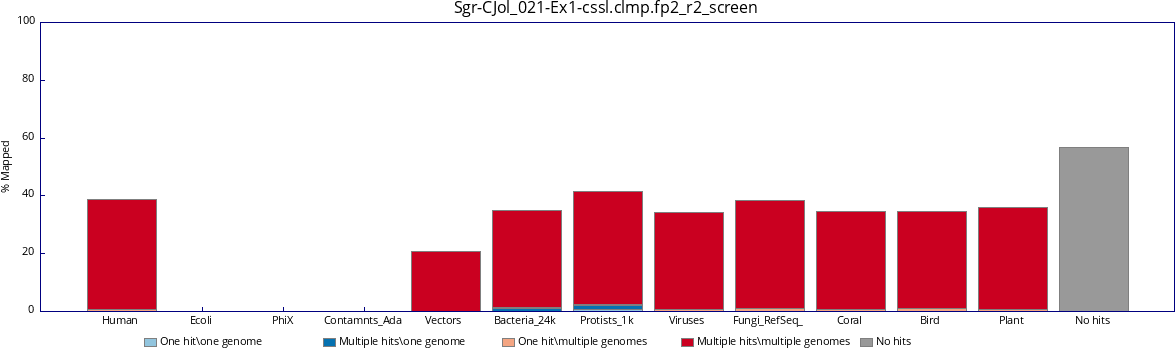 Sgr-CJol_021-Ex1-cssl.clmp.fp2_r2_screen
100
80
60
40
20
0
% Mapped
Human Ecoli PhiX Contamnts_Ada Vectors Bacteria_24k Protists_1k Viruses Fungi_RefSeq_ Coral Bird Plant No hits
One hit\one genome Multiple hits\one genome One hit\multiple genomes Multiple hits\multiple genomes No hits